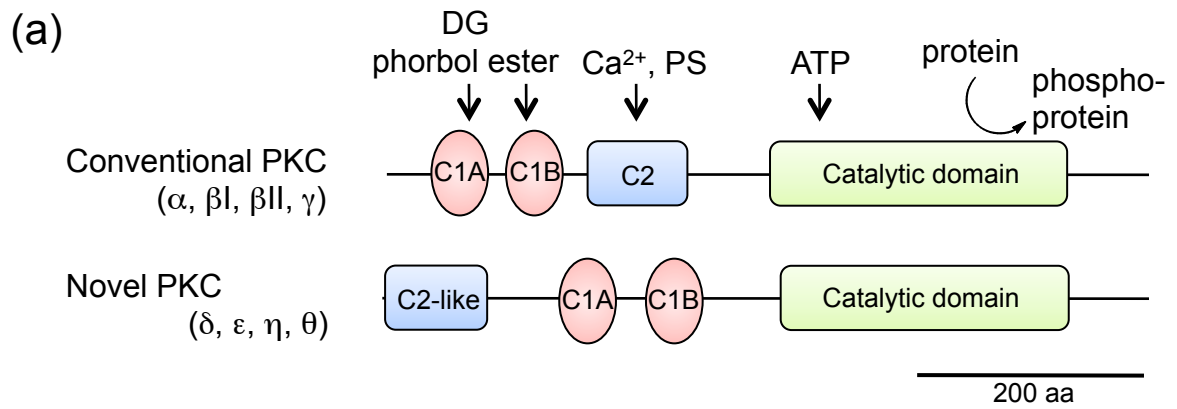 (a)
DG
phorbol ester
Ca²⁺, PS
ATP
protein
phospho-
protein
Conventional PKC
(α, βI, βII, γ)
C1A
C1B
C2
Catalytic domain
Novel PKC
(δ, ε, η, θ)
C2-like
C1A
C1B
Catalytic domain
200 aa